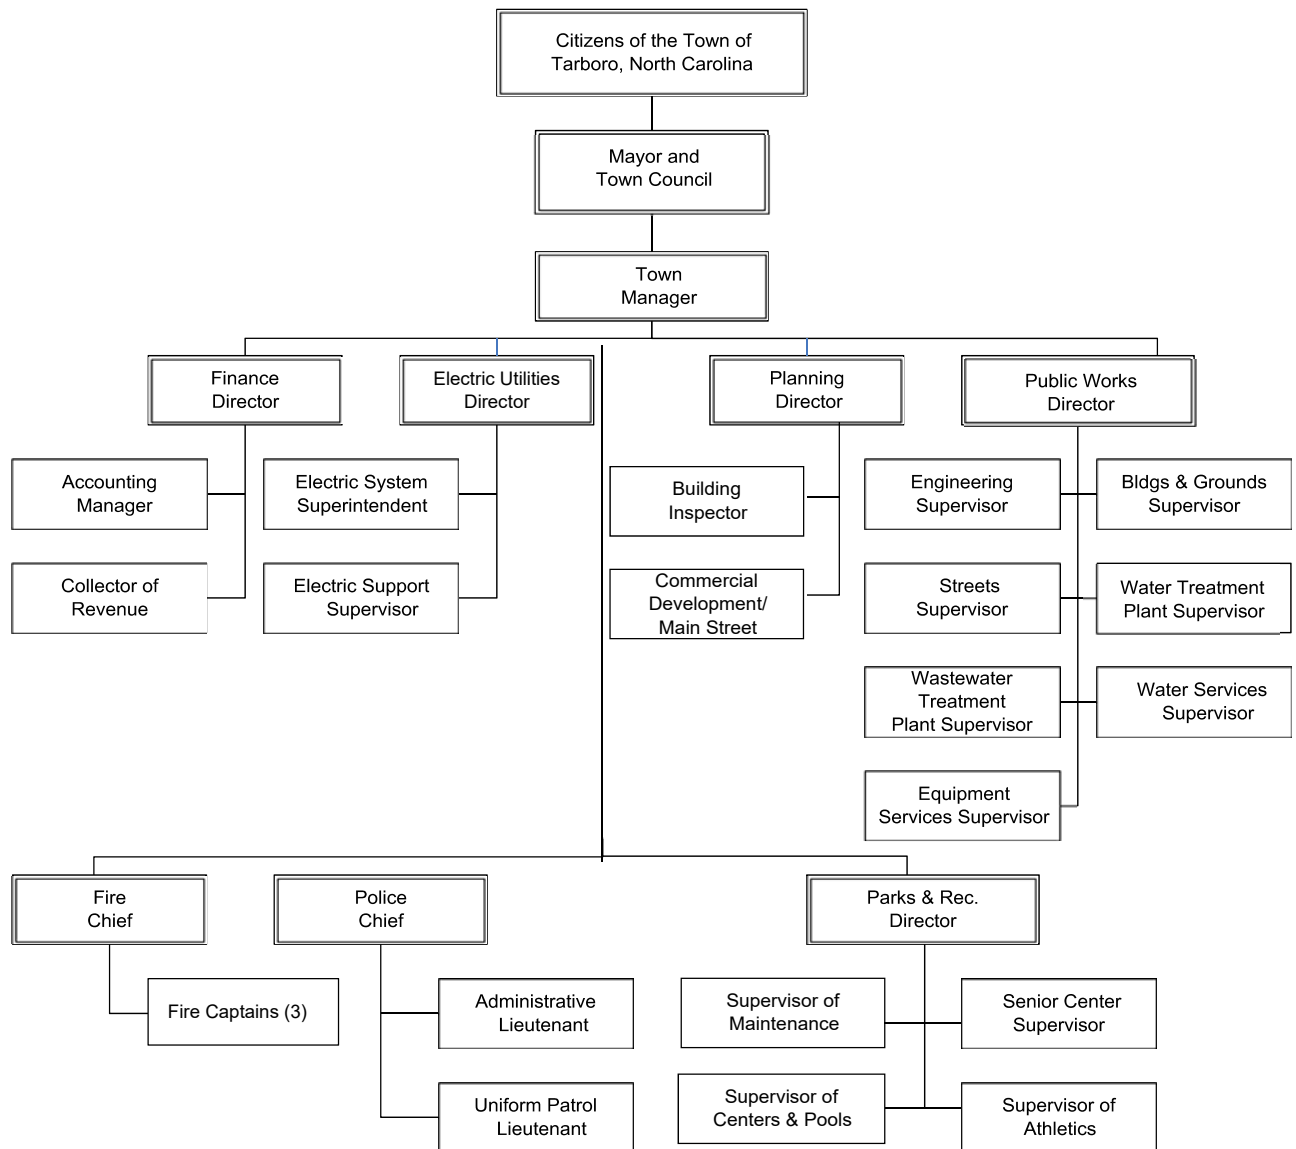 Citizens of the Town of
Tarboro, North Carolina
Mayor and
Town Council
Town
Manager
Finance
Director
Electric Utilities
Director
Planning
Director
Public Works
Director
Accounting
Manager
Electric System
Superintendent
Building
Inspector
Engineering
Supervisor
Bldgs & Grounds
Supervisor
Collector of
Revenue
Electric Support
Supervisor
Commercial
Development/
Main Street
Streets
Supervisor
Water Treatment
Plant Supervisor
Wastewater
Treatment
Plant Supervisor
Water Services
Supervisor
Equipment
Services Supervisor
Fire
Chief
Police
Chief
Parks & Rec.
Director
Fire Captains (3)
Administrative
Lieutenant
Supervisor of
Maintenance
Senior Center
Supervisor
Uniform Patrol
Lieutenant
Supervisor of
Centers & Pools
Supervisor of
Athletics